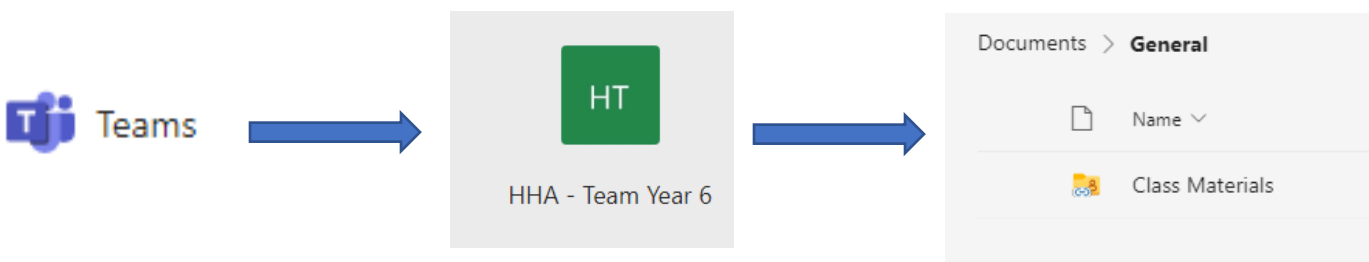 Teams
HT
HHA - Team Year 6
Documents > General
Name
Class Materials